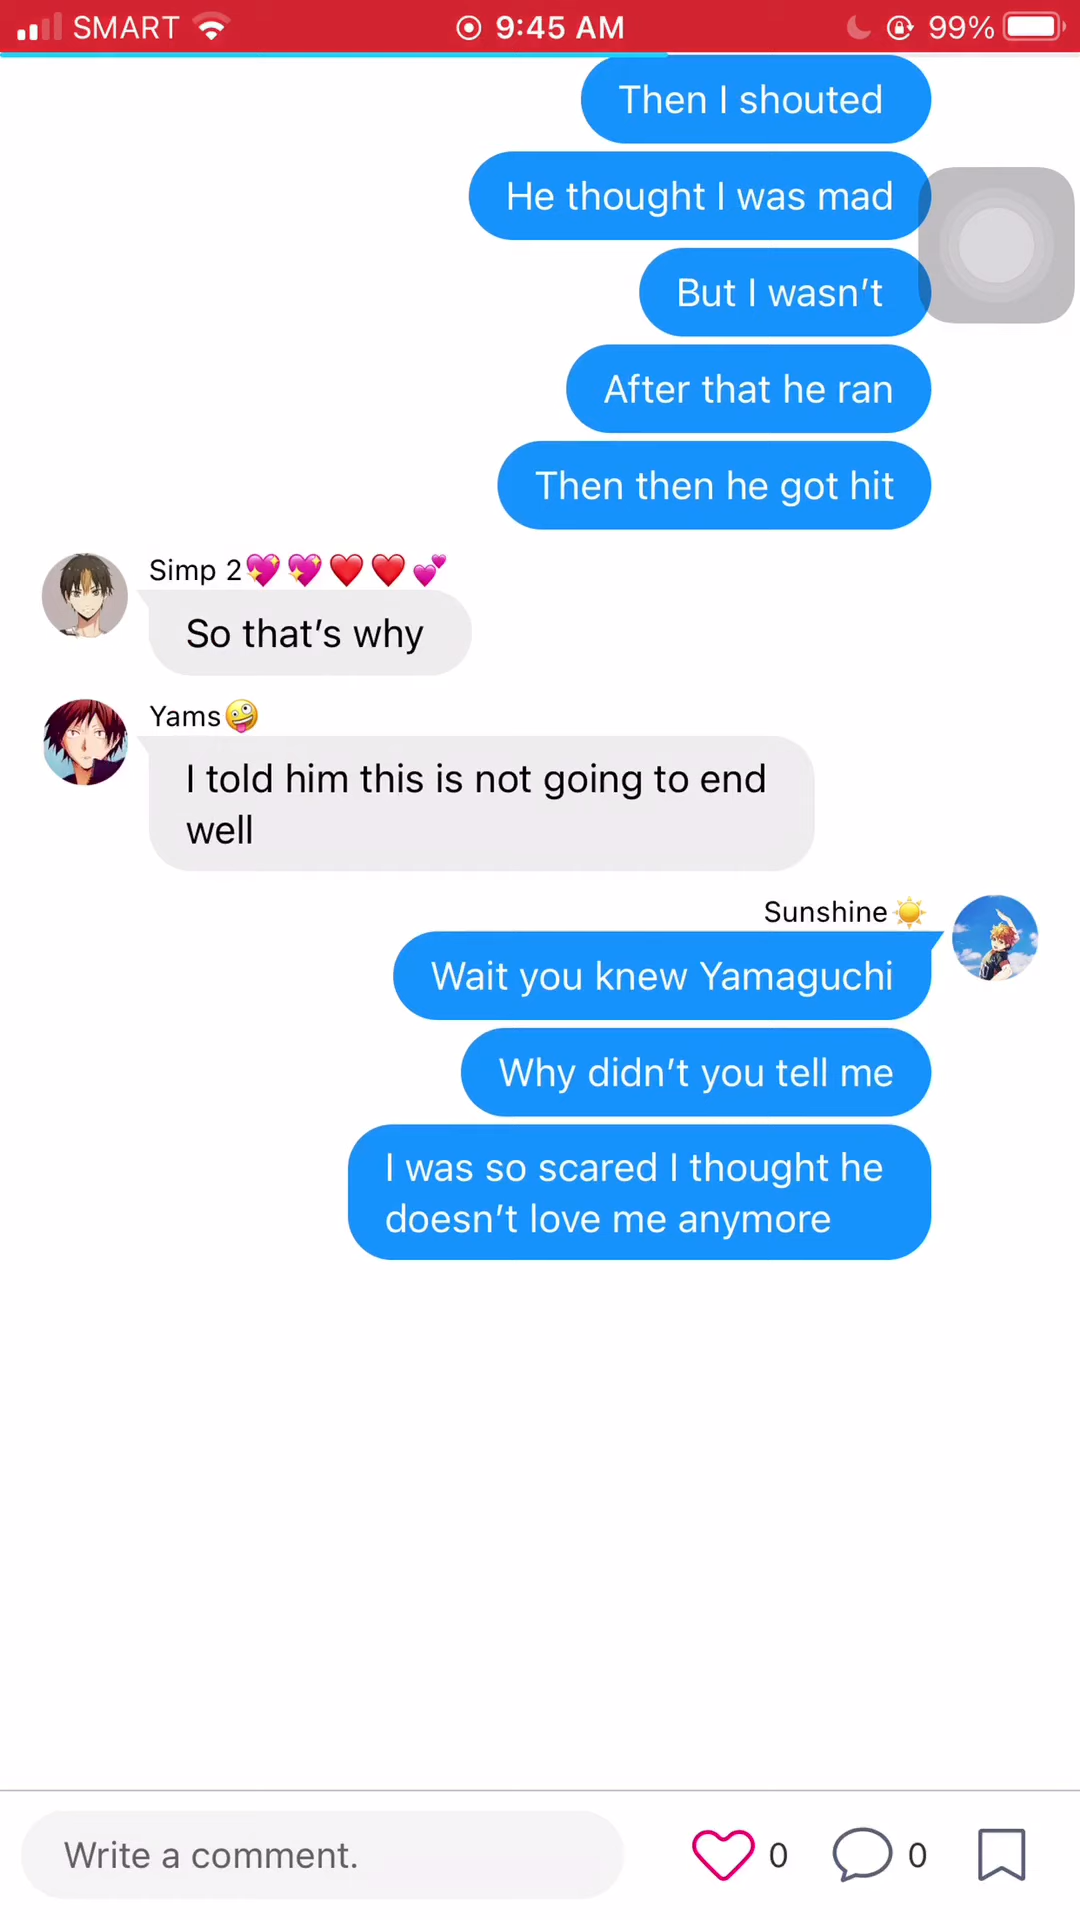 SMART 9:45 AM 99%
Then I shouted
He thought I was mad
But I wasn’t
After that he ran
Then then he got hit
Simp 2💖💖❤️❤️💕
So that’s why
Yams🤪
I told him this is not going to end
well
Sunshine☀️
Wait you knew Yamaguchi
Why didn’t you tell me
I was so scared I thought he
doesn’t love me anymore
Write a comment. 0 0